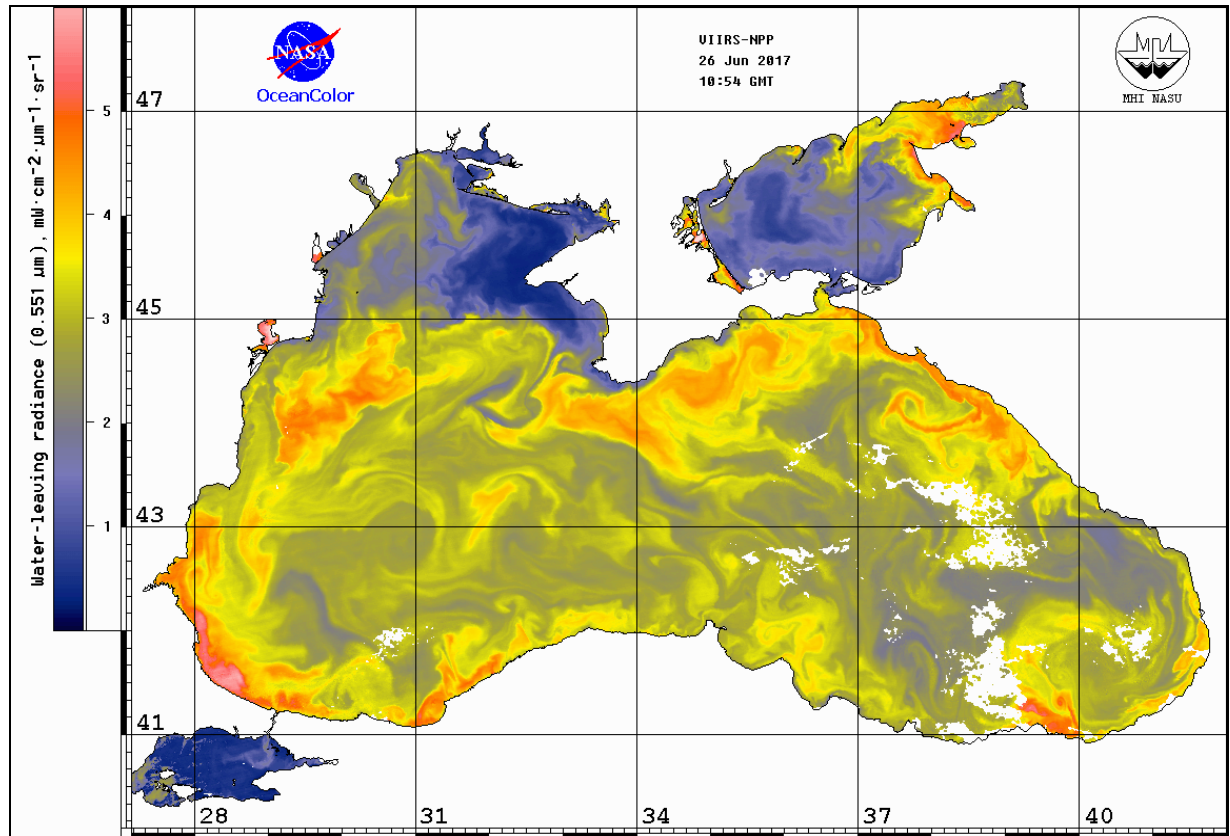 Water-leaving radiance (0.551 μm), mW·cm⁻²·μm⁻¹·sr⁻¹
5
4
3
2
1
NASA
OceanColor
VIIRS-NPP
26 Jun 2017
10:54 GMT
MHI NASU
47
45
43
41
28
31
34
37
40